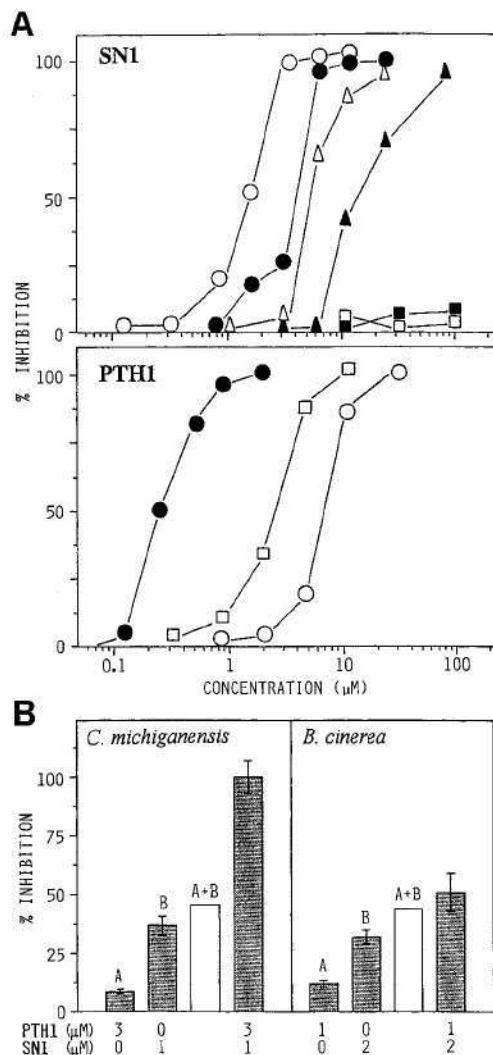 A
SN1
100
50
0
% INHIBITION
PTH1
100
50
0
0.1 1 10 100
CONCENTRATION (µM)
B
C. michiganensis B. cinerea
100
75
50
25
0
% INHIBITION
A B A+B A B A+B
PTH1 (µM) 3 0 3 1 0 1
SN1 (µM) 0 1 1 0 2 2